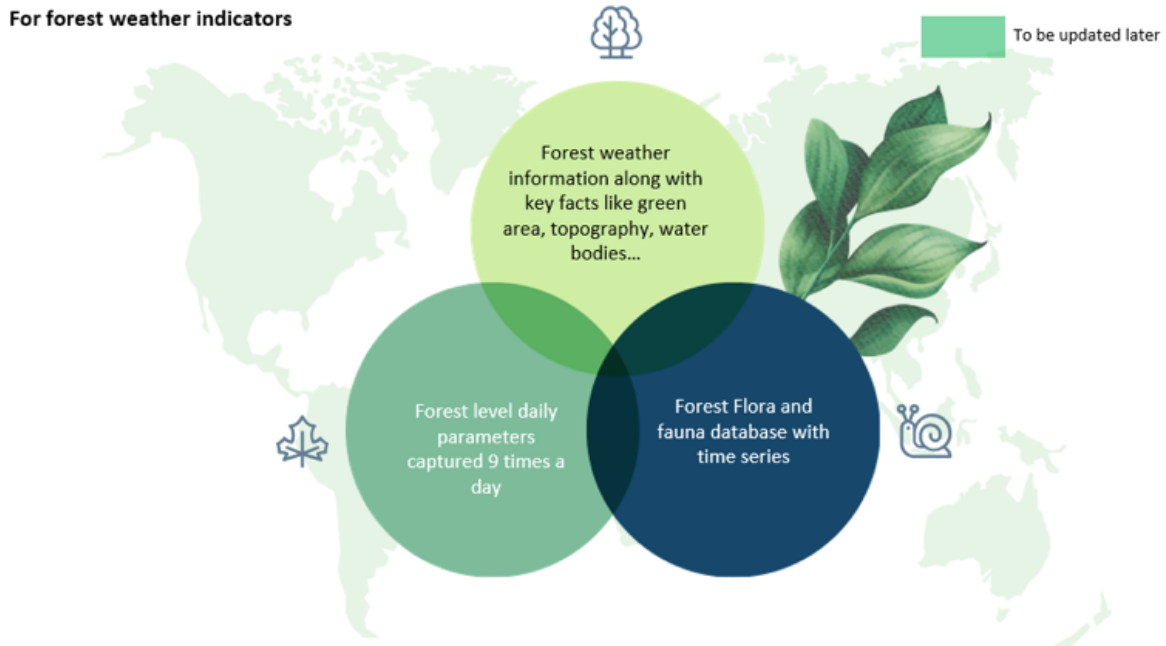 For forest weather indicators
To be updated later
Forest weather
information along with
key facts like green
area, topography, water
bodies...
Forest level daily
parameters
captured 9 times a
day
Forest Flora and
fauna database with
time series